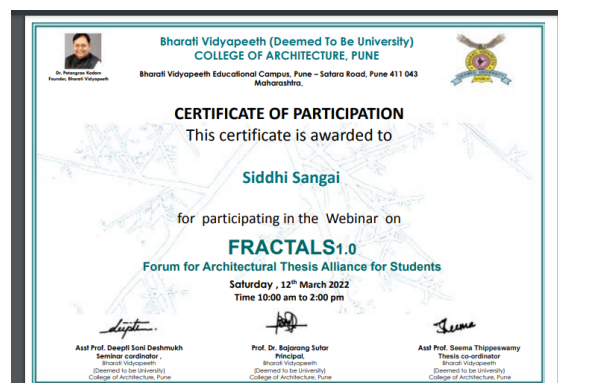 Bharati Vidyapeeth (Deemed To Be University)
COLLEGE OF ARCHITECTURE, PUNE
Dr. Patangrao Kadam
Founder, Bharati Vidyapeeth
Bharati Vidyapeeth Educational Campus, Pune – Satara Road, Pune 411 043
Maharashtra.
CERTIFICATE OF PARTICIPATION
This certificate is awarded to
Siddhi Sangai
for participating in the Webinar on
FRACTALS1.0
Forum for Architectural Thesis Alliance for Students
Saturday , 12th March 2022
Time 10:00 am to 2:00 pm
Asst Prof. Deepti Soni Deshmukh
Seminar cordinator ,
Bharati Vidyapeeth
(Deemed to be University)
College of Architecture, Pune
Prof. Dr. Bajarang Sutar
Principal,
Bharati Vidyapeeth
(Deemed to be University)
College of Architecture, Pune
Asst Prof. Seema Thippeswamy
Thesis co-ordinator
Bharati Vidyapeeth
(Deemed to be University)
College of Architecture, Pune